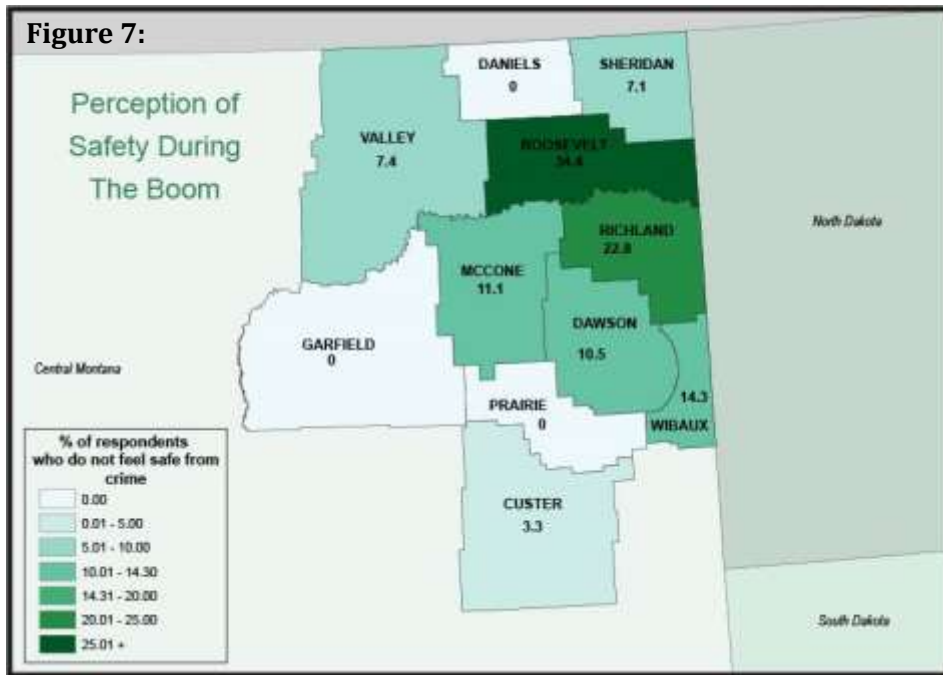 Figure 7:
Perception of
Safety During
The Boom
DANIELS
0
SHERIDAN
7.1
VALLEY
7.4
ROOSEVELT
34.4
RICHLAND
22.8
North Dakota
MCCONE
11.1
DAWSON
10.5
GARFIELD
0
Central Montana
PRAIRIE
0
14.3
WIBAUX
CUSTER
3.3
% of respondents
who do not feel safe from
crime
0.00
0.01 - 5.00
5.01 - 10.00
10.01 - 14.30
14.31 - 20.00
20.01 - 25.00
25.01 +
South Dakota